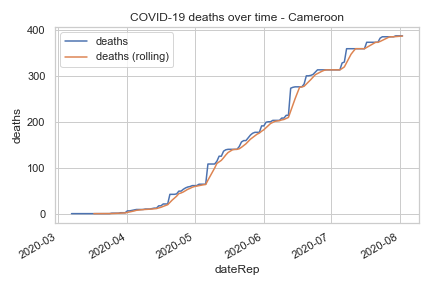 COVID-19 deaths over time - Cameroon
deaths
deaths (rolling)
400
300
200
100
0
deaths
2020-03
2020-04
2020-05
2020-06
2020-07
2020-08
dateRep